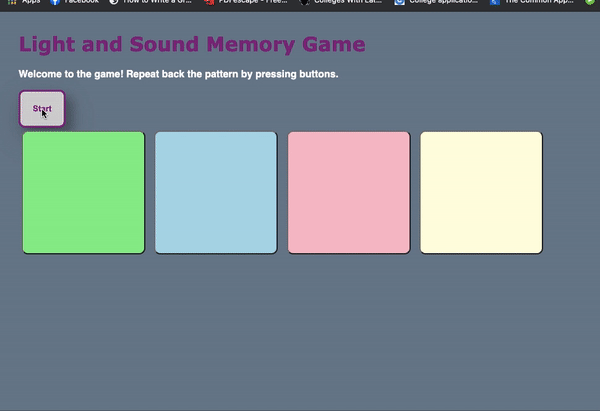 Apps Facebook How to Write a Gr... PDFescape - Free... Colleges With Lat... College applicatio... The Common App...
Light and Sound Memory Game
Welcome to the game! Repeat back the pattern by pressing buttons.
Start